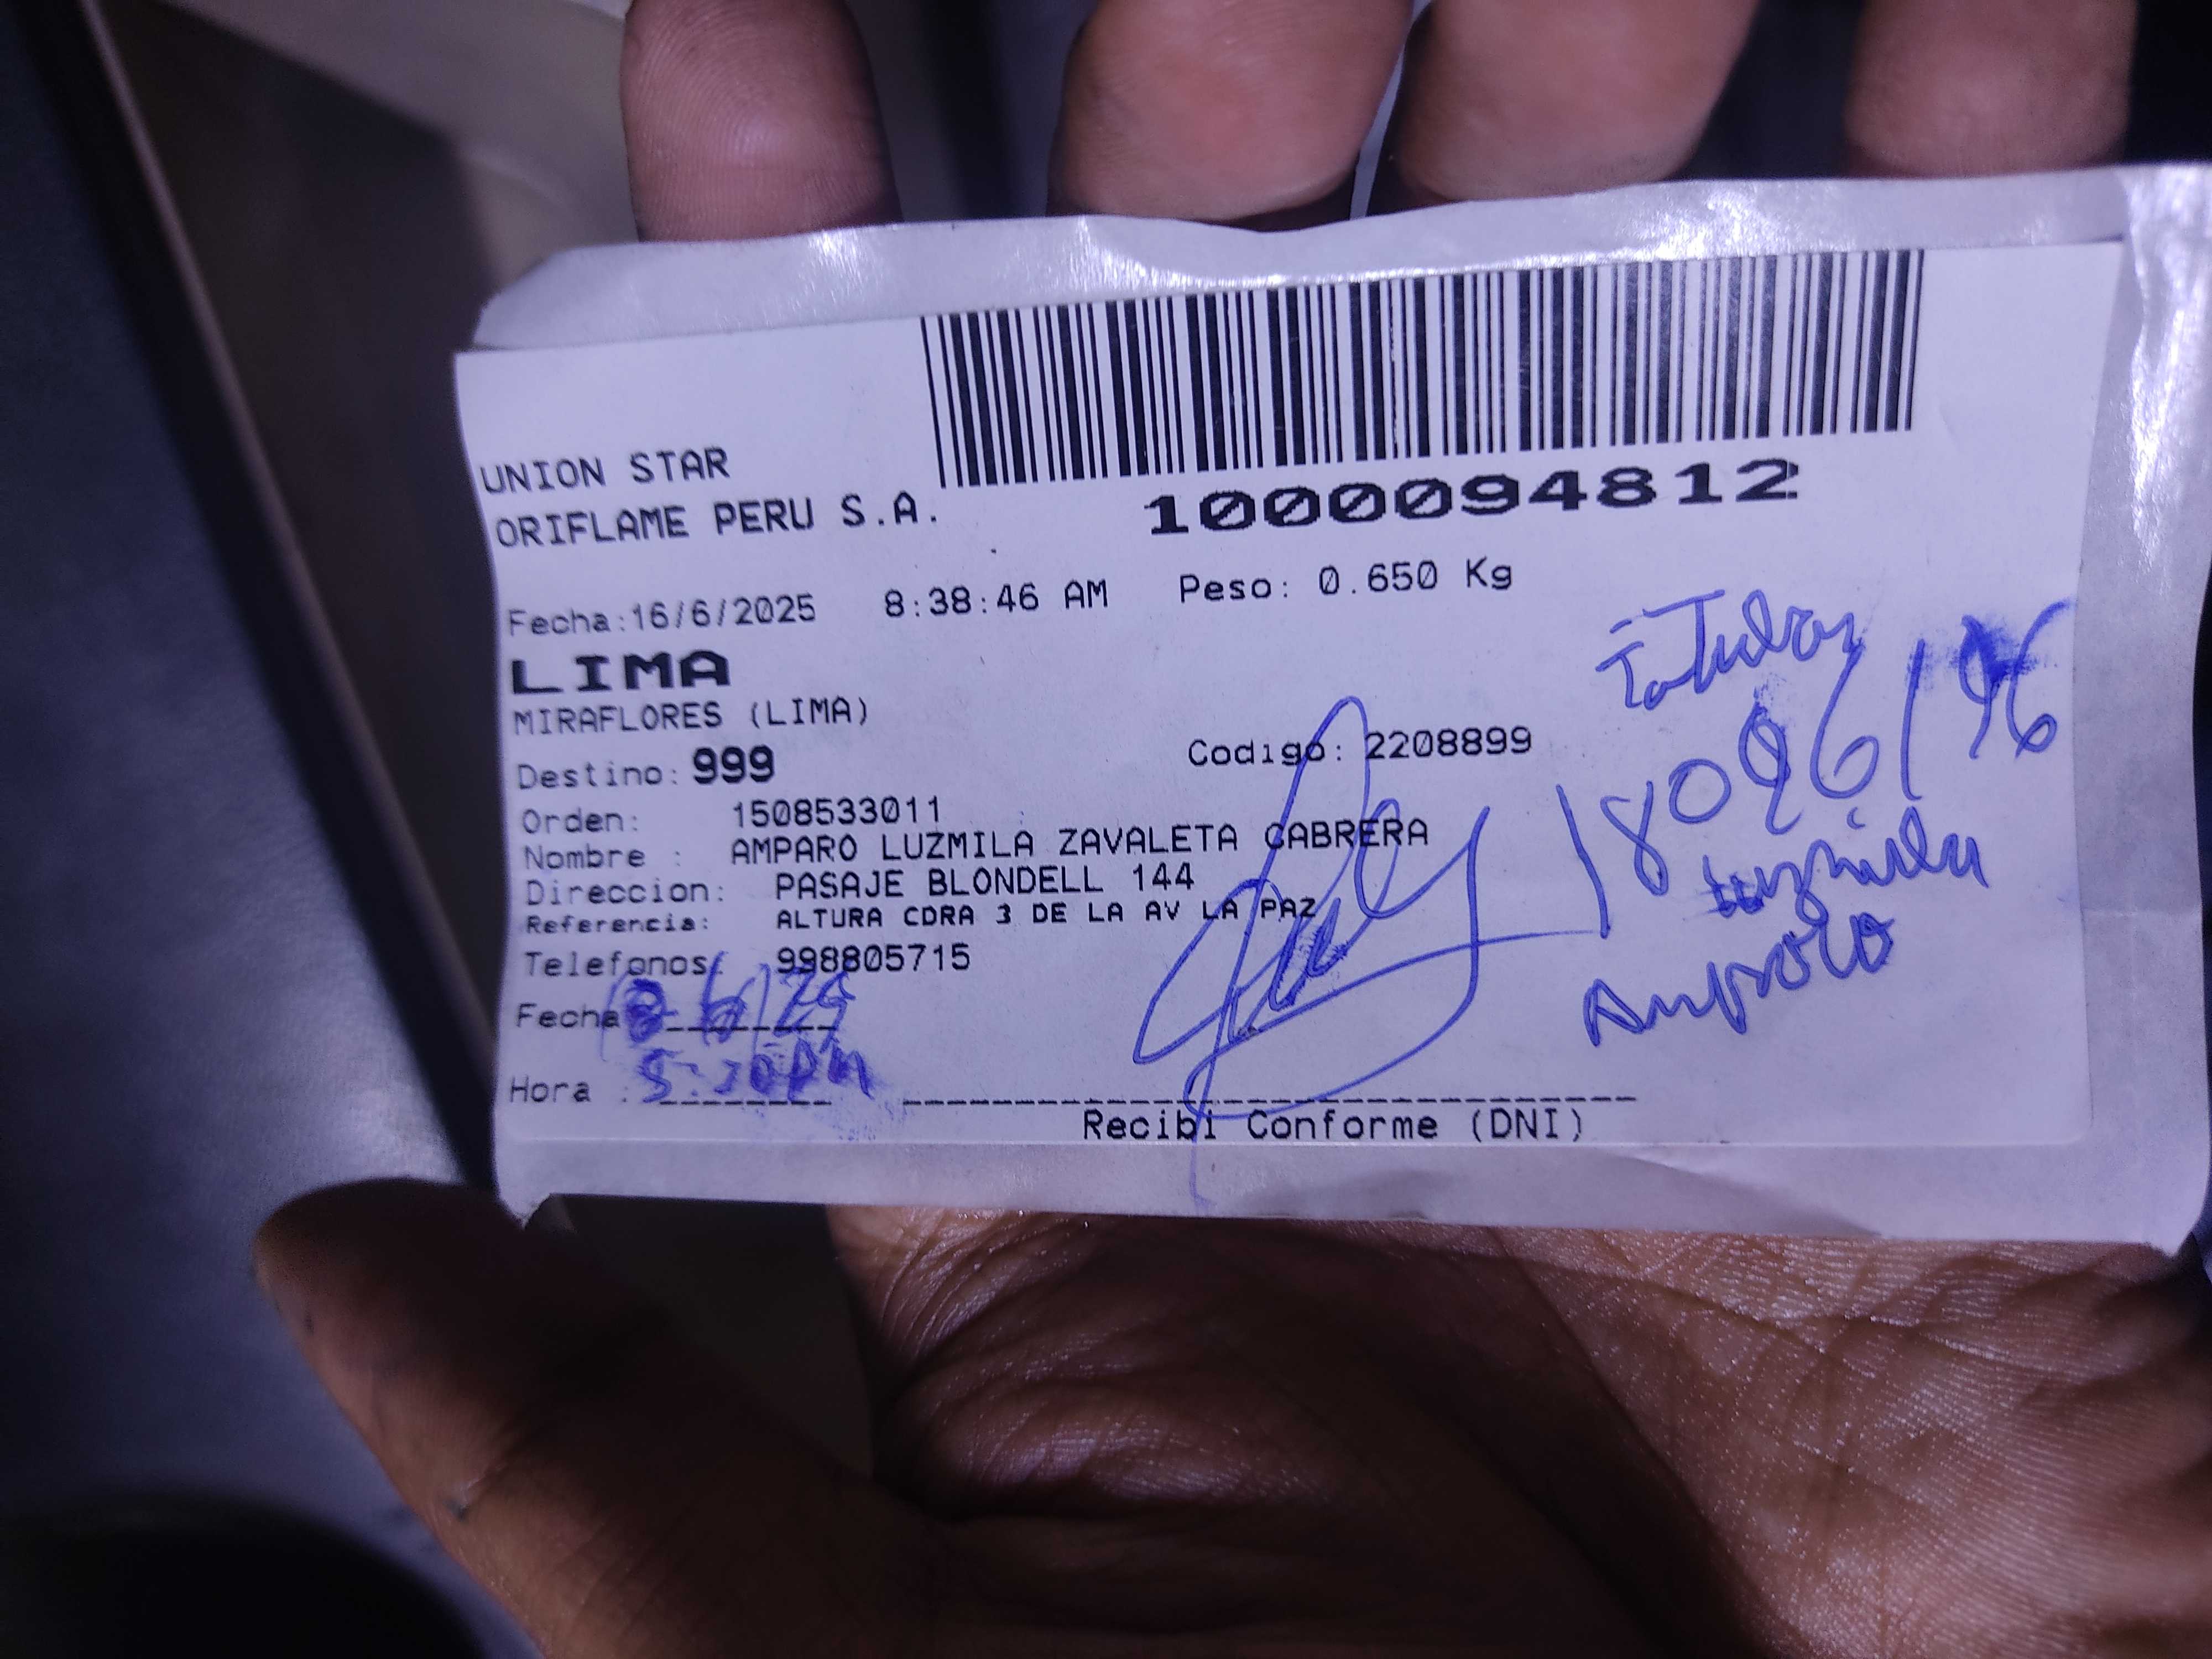 UNION STAR
ORIFLAME PERU S.A.
1000094812
Fecha:16/6/2025 8:38:46 AM Peso: 0.650 Kg
LIMA
MIRAFLORES (LIMA)
Destino: 999 Codigo: 2208899
Orden: 1508533011
Nombre : AMPARO LUZMILA ZAVALETA CABRERA
Direccion: PASAJE BLONDELL 144
Referencia: ALTURA CDRA 3 DE LA AV LA PAZ
Telefonos: 998805715
Fecha
Hora :
Recibi Conforme (DNI)
Luzmila